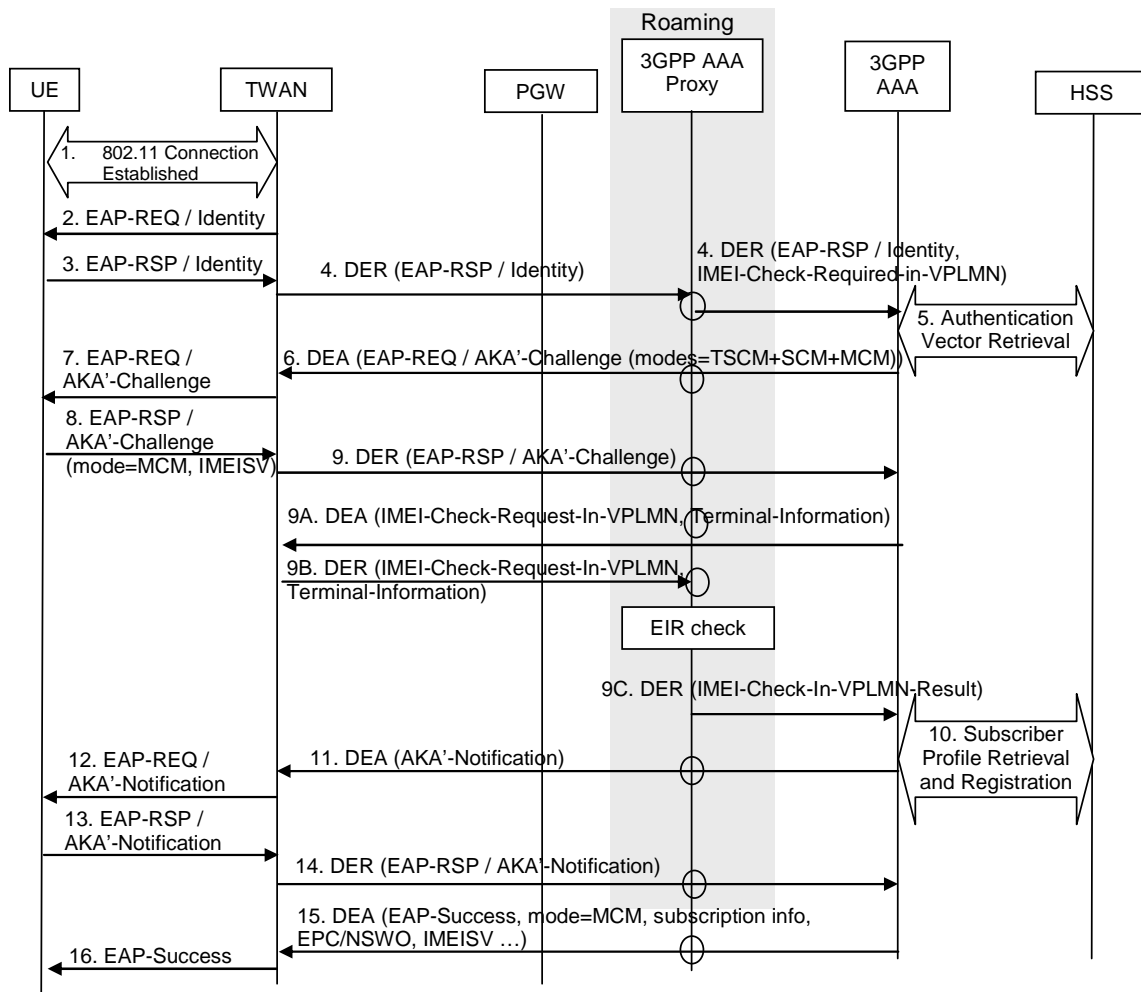 Roaming
UE
TWAN
PGW
3GPP AAA
Proxy
3GPP
AAA
HSS
1. 802.11 Connection
Established
2. EAP-REQ / Identity
3. EAP-RSP / Identity
4. DER (EAP-RSP / Identity)
4. DER (EAP-RSP / Identity,
IMEI-Check-Required-in-VPLMN)
5. Authentication
Vector Retrieval
6. DEA (EAP-REQ / AKA'-Challenge (modes=TSCM+SCM+MCM))
7. EAP-REQ /
AKA'-Challenge
8. EAP-RSP /
AKA'-Challenge
(mode=MCM, IMEISV)
9. DER (EAP-RSP / AKA'-Challenge)
9A. DEA (IMEI-Check-Request-In-VPLMN, Terminal-Information)
9B. DER (IMEI-Check-Request-In-VPLMN,
Terminal-Information)
EIR check
9C. DER (IMEI-Check-In-VPLMN-Result)
10. Subscriber
Profile Retrieval
and Registration
11. DEA (AKA'-Notification)
12. EAP-REQ /
AKA'-Notification
13. EAP-RSP /
AKA'-Notification
14. DER (EAP-RSP / AKA'-Notification)
15. DEA (EAP-Success, mode=MCM, subscription info,
EPC/NSWO, IMEISV ...)
16. EAP-Success